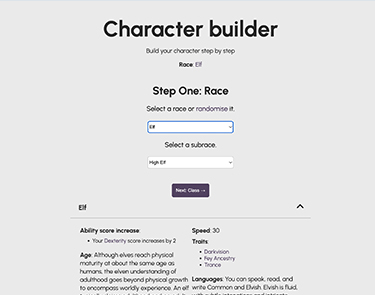 Character builder
Build your character step by step
Race: Elf
Step One: Race
Select a race or randomise it.
Elf
Select a subrace.
High Elf
Next: Class →
Elf
Ability score increase:
• Your Dexterity score increases by 2
Age: Although elves reach physical
maturity at about the same age as
humans, the elven understanding of
adulthood goes beyond physical growth
to encompass worldly experience. An elf
Speed: 30
Traits
• Darkvision
• Fey Ancestry
• Trance
Languages: You can speak, read, and
write Common and Elvish. Elvish is fluid,